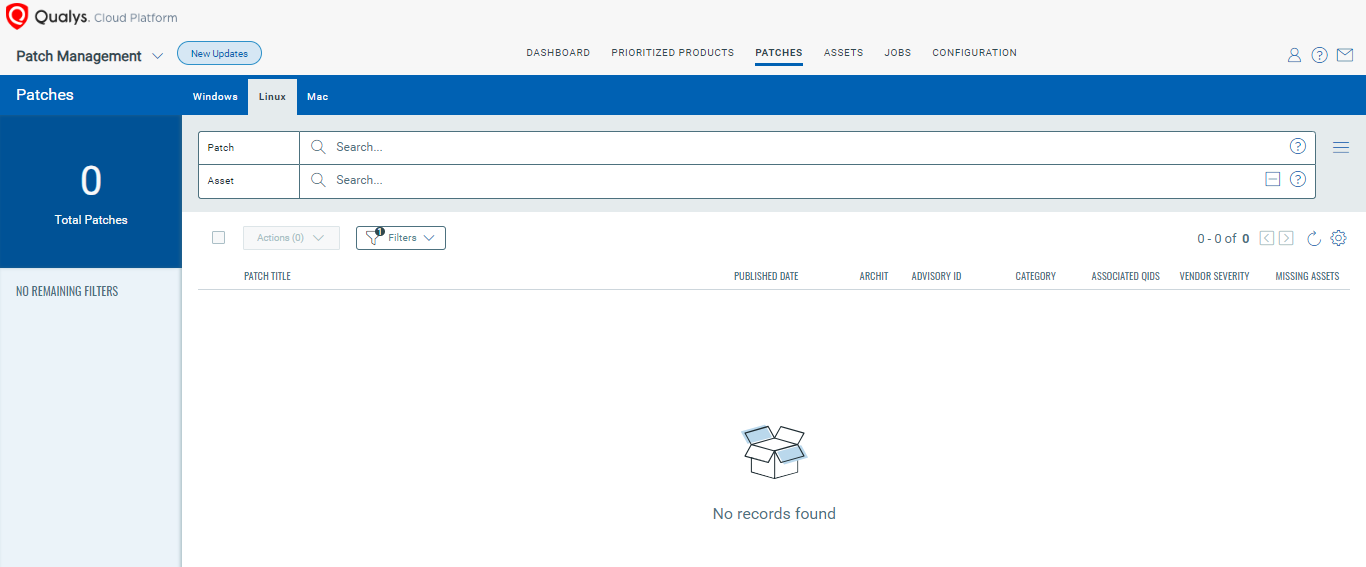 Qualys. Cloud Platform
Patch Management New Updates DASHBOARD PRIORITIZED PRODUCTS PATCHES ASSETS JOBS CONFIGURATION ?
Patches Windows Linux Mac
0
Total Patches
Patch Search... ?
Asset Search... ?
Actions (0) 1 Filters 0 - 0 of 0
NO REMAINING FILTERS
PATCH TITLE PUBLISHED DATE ARCHIT ADVISORY ID CATEGORY ASSOCIATED QIDS VENDOR SEVERITY MISSING ASSETS
No records found